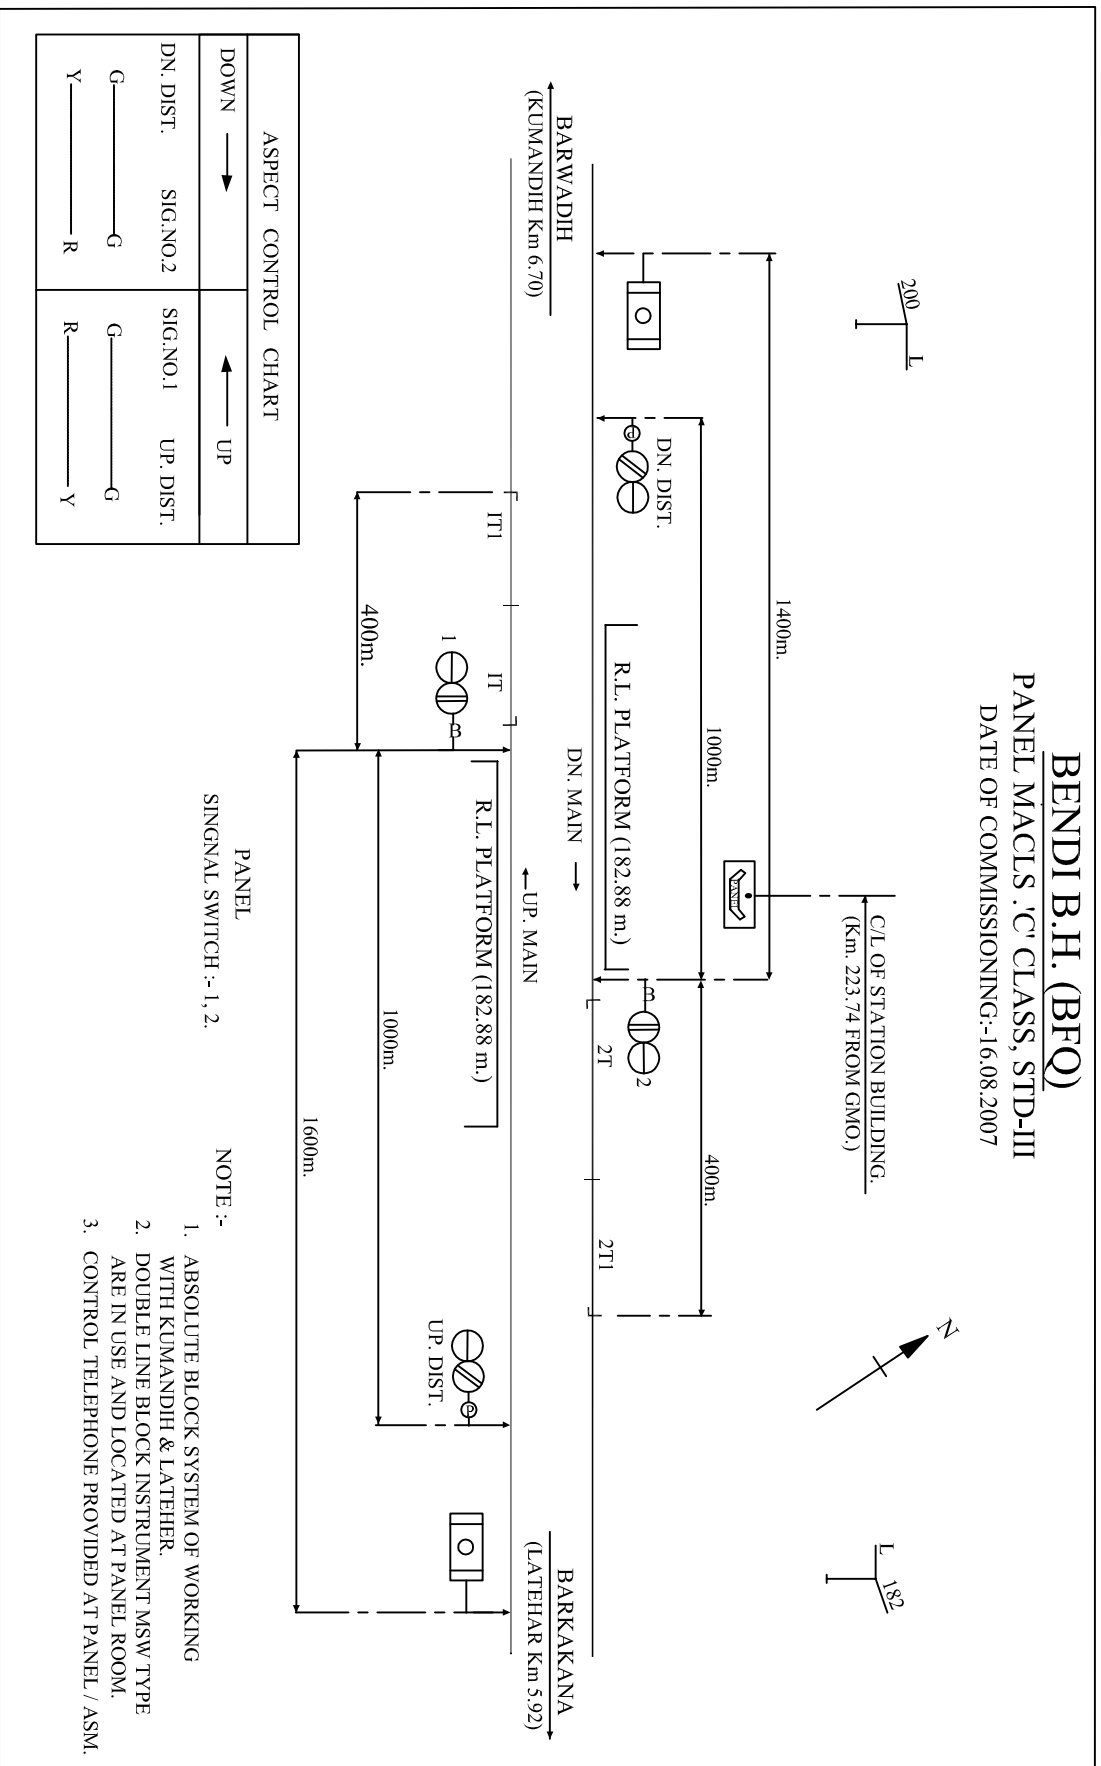 BENDI B.H. (BFQ)
PANEL MACLS .'C' CLASS, STD-III
DATE OF COMMISSIONING:-16.08.2007
200
L
L
182
N
C/L OF STATION BUILDING.
(Km. 223.74 FROM GMO.)
1400m.
PANEL
1000m.
400m.
DN. DIST.
P
B
2
R.L. PLATFORM (182.88 m.)
2T
2T1
BARWADIH
(KUMANDIH Km 6.70)
DN. MAIN
UP. MAIN
BARKAKANA
(LATEHAR Km 5.92)
IT1
IT
R.L. PLATFORM (182.88 m.)
1
B
UP. DIST.
P
400m.
1000m.
1600m.
ASPECT CONTROL CHART
DOWN
UP
DN. DIST.
SIG.NO.2
SIG.NO.1
UP. DIST.
G
G
G
G
Y
R
R
Y
PANEL
SINGNAL SWITCH :- 1, 2.
NOTE :-
1. ABSOLUTE BLOCK SYSTEM OF WORKING
WITH KUMANDIH & LATEHER.
2. DOUBLE LINE BLOCK INSTRUMENT MSW TYPE
ARE IN USE AND LOCATED AT PANEL ROOM.
3. CONTROL TELEPHONE PROVIDED AT PANEL / ASM.